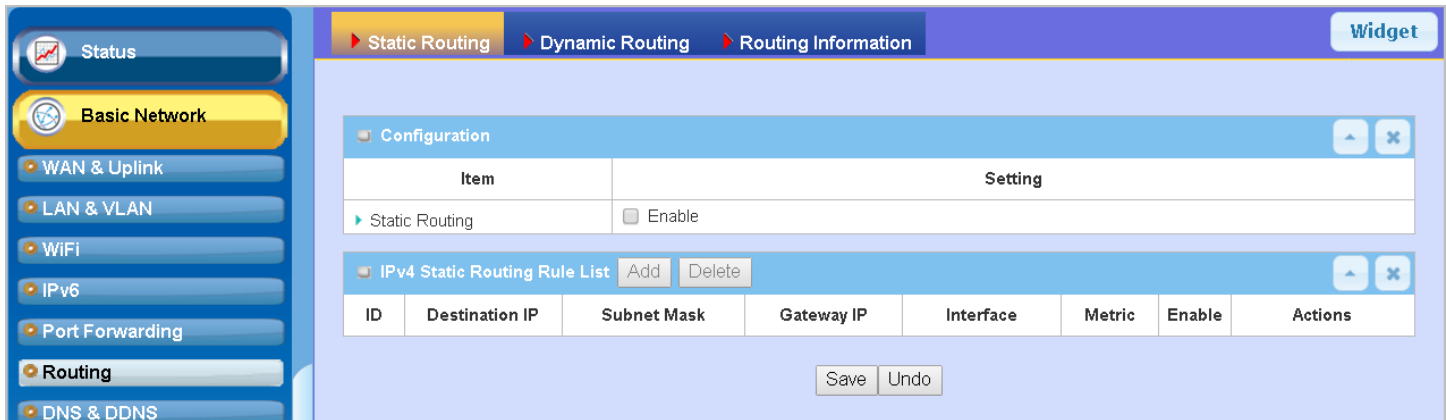 Status
Basic Network
WAN & Uplink
LAN & VLAN
WiFi
IPv6
Port Forwarding
Routing
DNS & DDNS
Static Routing Dynamic Routing Routing Information Widget
Configuration
Item Setting
Static Routing Enable
IPv4 Static Routing Rule List Add Delete
ID Destination IP Subnet Mask Gateway IP Interface Metric Enable Actions
Save Undo